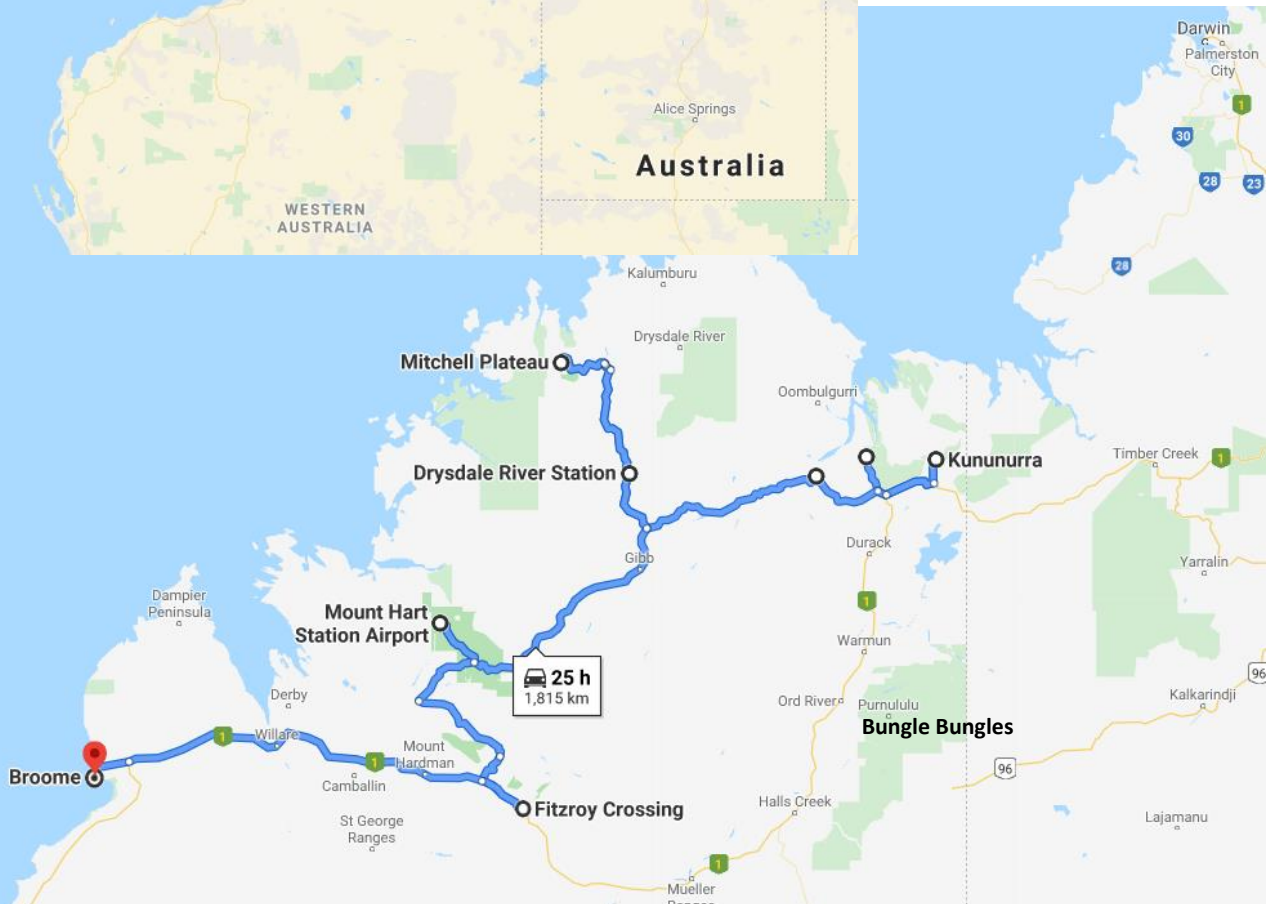 Alice Springs
Australia
WESTERN
AUSTRALIA
Darwin
Palmerston
City
1
30
28
23
28
Kalumburu
Drysdale River
Mitchell Plateau
Oombulgurri
Timber Creek
1
Kununurra
Drysdale River Station
Durack
Gibb
Yarralin
1
Dampier
Peninsula
Mount Hart
Station Airport
Warmun
25 h
1,815 km
96
Derby
Ord River
Purnululu
Kalkarindji
Bungle Bungles
Willare
1
Mount
Hardman
1
96
Broome
Camballin
Fitzroy Crossing
Halls Creek
St George
Ranges
Lajamanu
1
Mueller